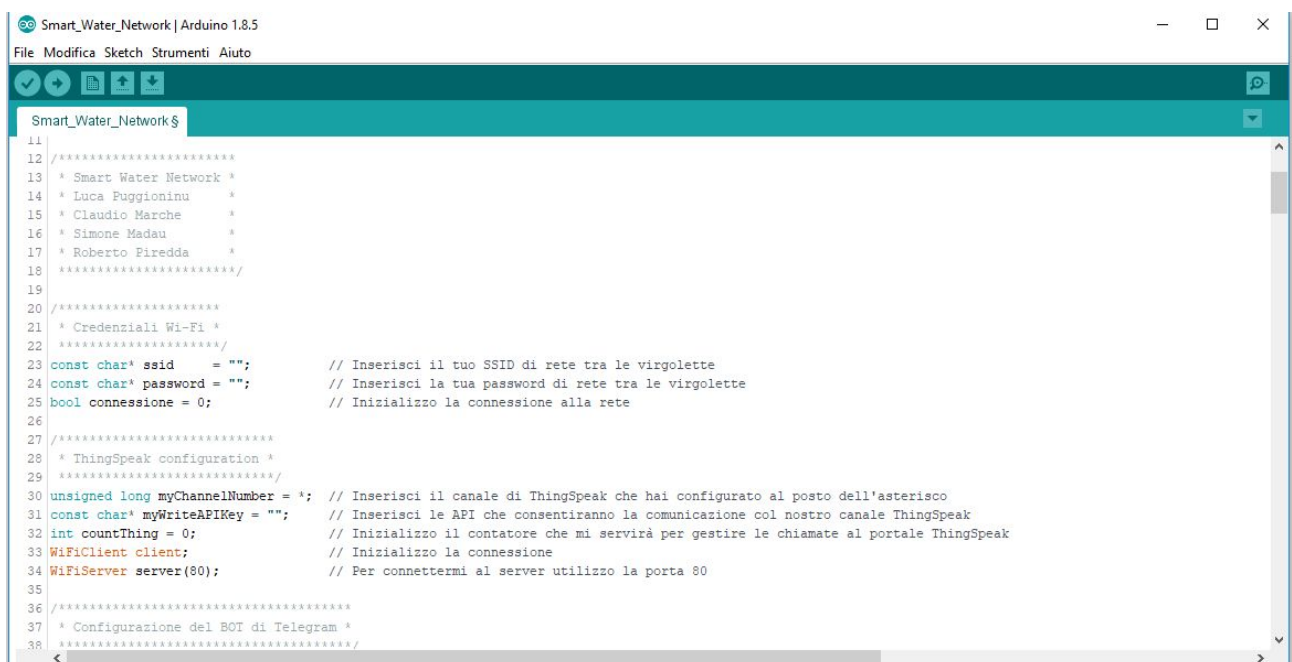 Smart_Water_Network | Arduino 1.8.5
File Modifica Sketch Strumenti Aiuto
Smart_Water_Network §
11
12 /***********************
13  * Smart Water Network *
14  * Luca Puggioninu     *
15  * Claudio Marche      *
16  * Simone Madau        *
17  * Roberto Piredda     *
18  ***********************/
19
20 /*********************
21  * Credenziali Wi-Fi *
22  *********************/
23 const char* ssid     = "";          // Inserisci il tuo SSID di rete tra le virgolette
24 const char* password = "";          // Inserisci la tua password di rete tra le virgolette
25 bool connessione = 0;               // Inizializzo la connessione alla rete
26
27 /****************************
28  * ThingSpeak configuration *
29  ****************************/
30 unsigned long myChannelNumber = *;  // Inserisci il canale di ThingSpeak che hai configurato al posto dell'asterisco
31 const char* myWriteAPIKey = "";     // Inserisci le API che consentiranno la comunicazione col nostro canale ThingSpeak
32 int countThing = 0;                 // Inizializzo il contatore che mi servirà per gestire le chiamate al portale ThingSpeak
33 WiFiClient client;                  // Inizializzo la connessione
34 WiFiServer server(80);              // Per connettermi al server utilizzo la porta 80
35
36 /**************************************
37  * Configurazione del BOT di Telegram *
38  **************************************/